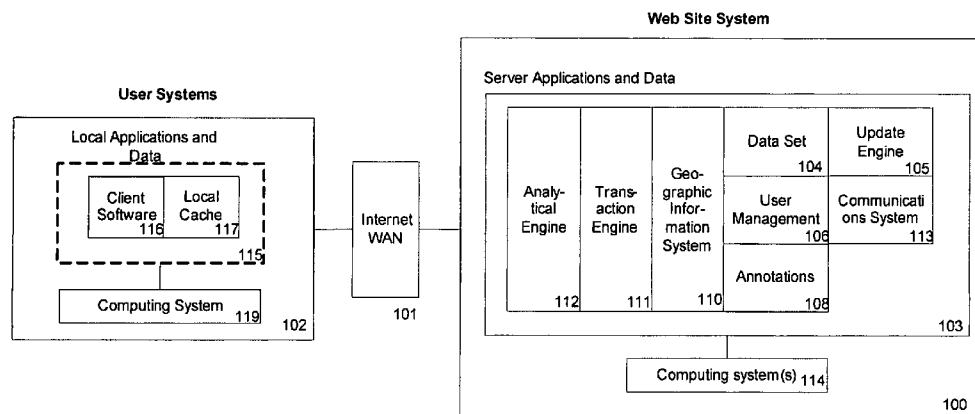 Web Site System
User Systems
Server Applications and Data
Local Applications and
Data
Client
Software
116
Local
Cache
117
115
Computing System
119
102
Internet
WAN
101
Analy-
tical Engine
112
Trans-
action Engine
111
Geo-
graphic
Infor-
mation
System
110
Data Set
104
Update
Engine
105
User
Management
106
Communicati
ons System
113
Annotations
108
103
Computing system(s)
114
100